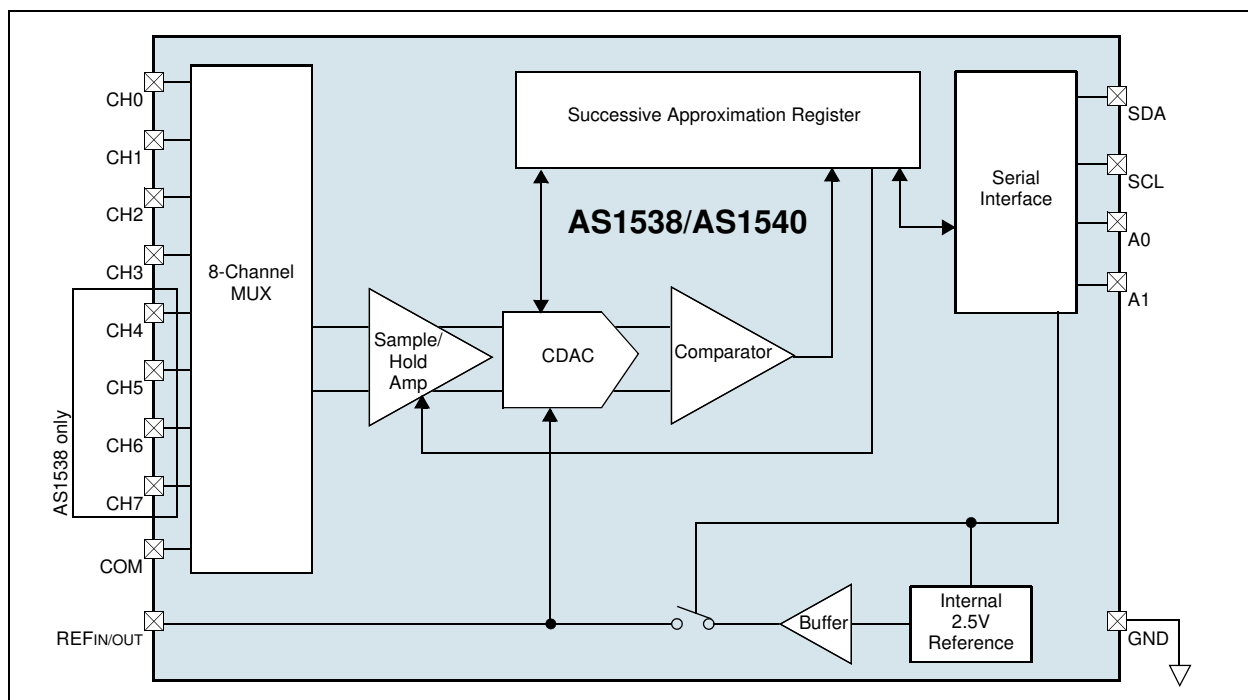 CH0
CH1
CH2
CH3
CH4
CH5
CH6
CH7
AS1538 only
COM
REFIN/OUT
8-Channel
MUX
Sample/
Hold
Amp
CDAC
Comparator
Successive Approximation Register
AS1538/AS1540
Serial
Interface
SDA
SCL
A0
A1
Buffer
Internal
2.5V
Reference
GND